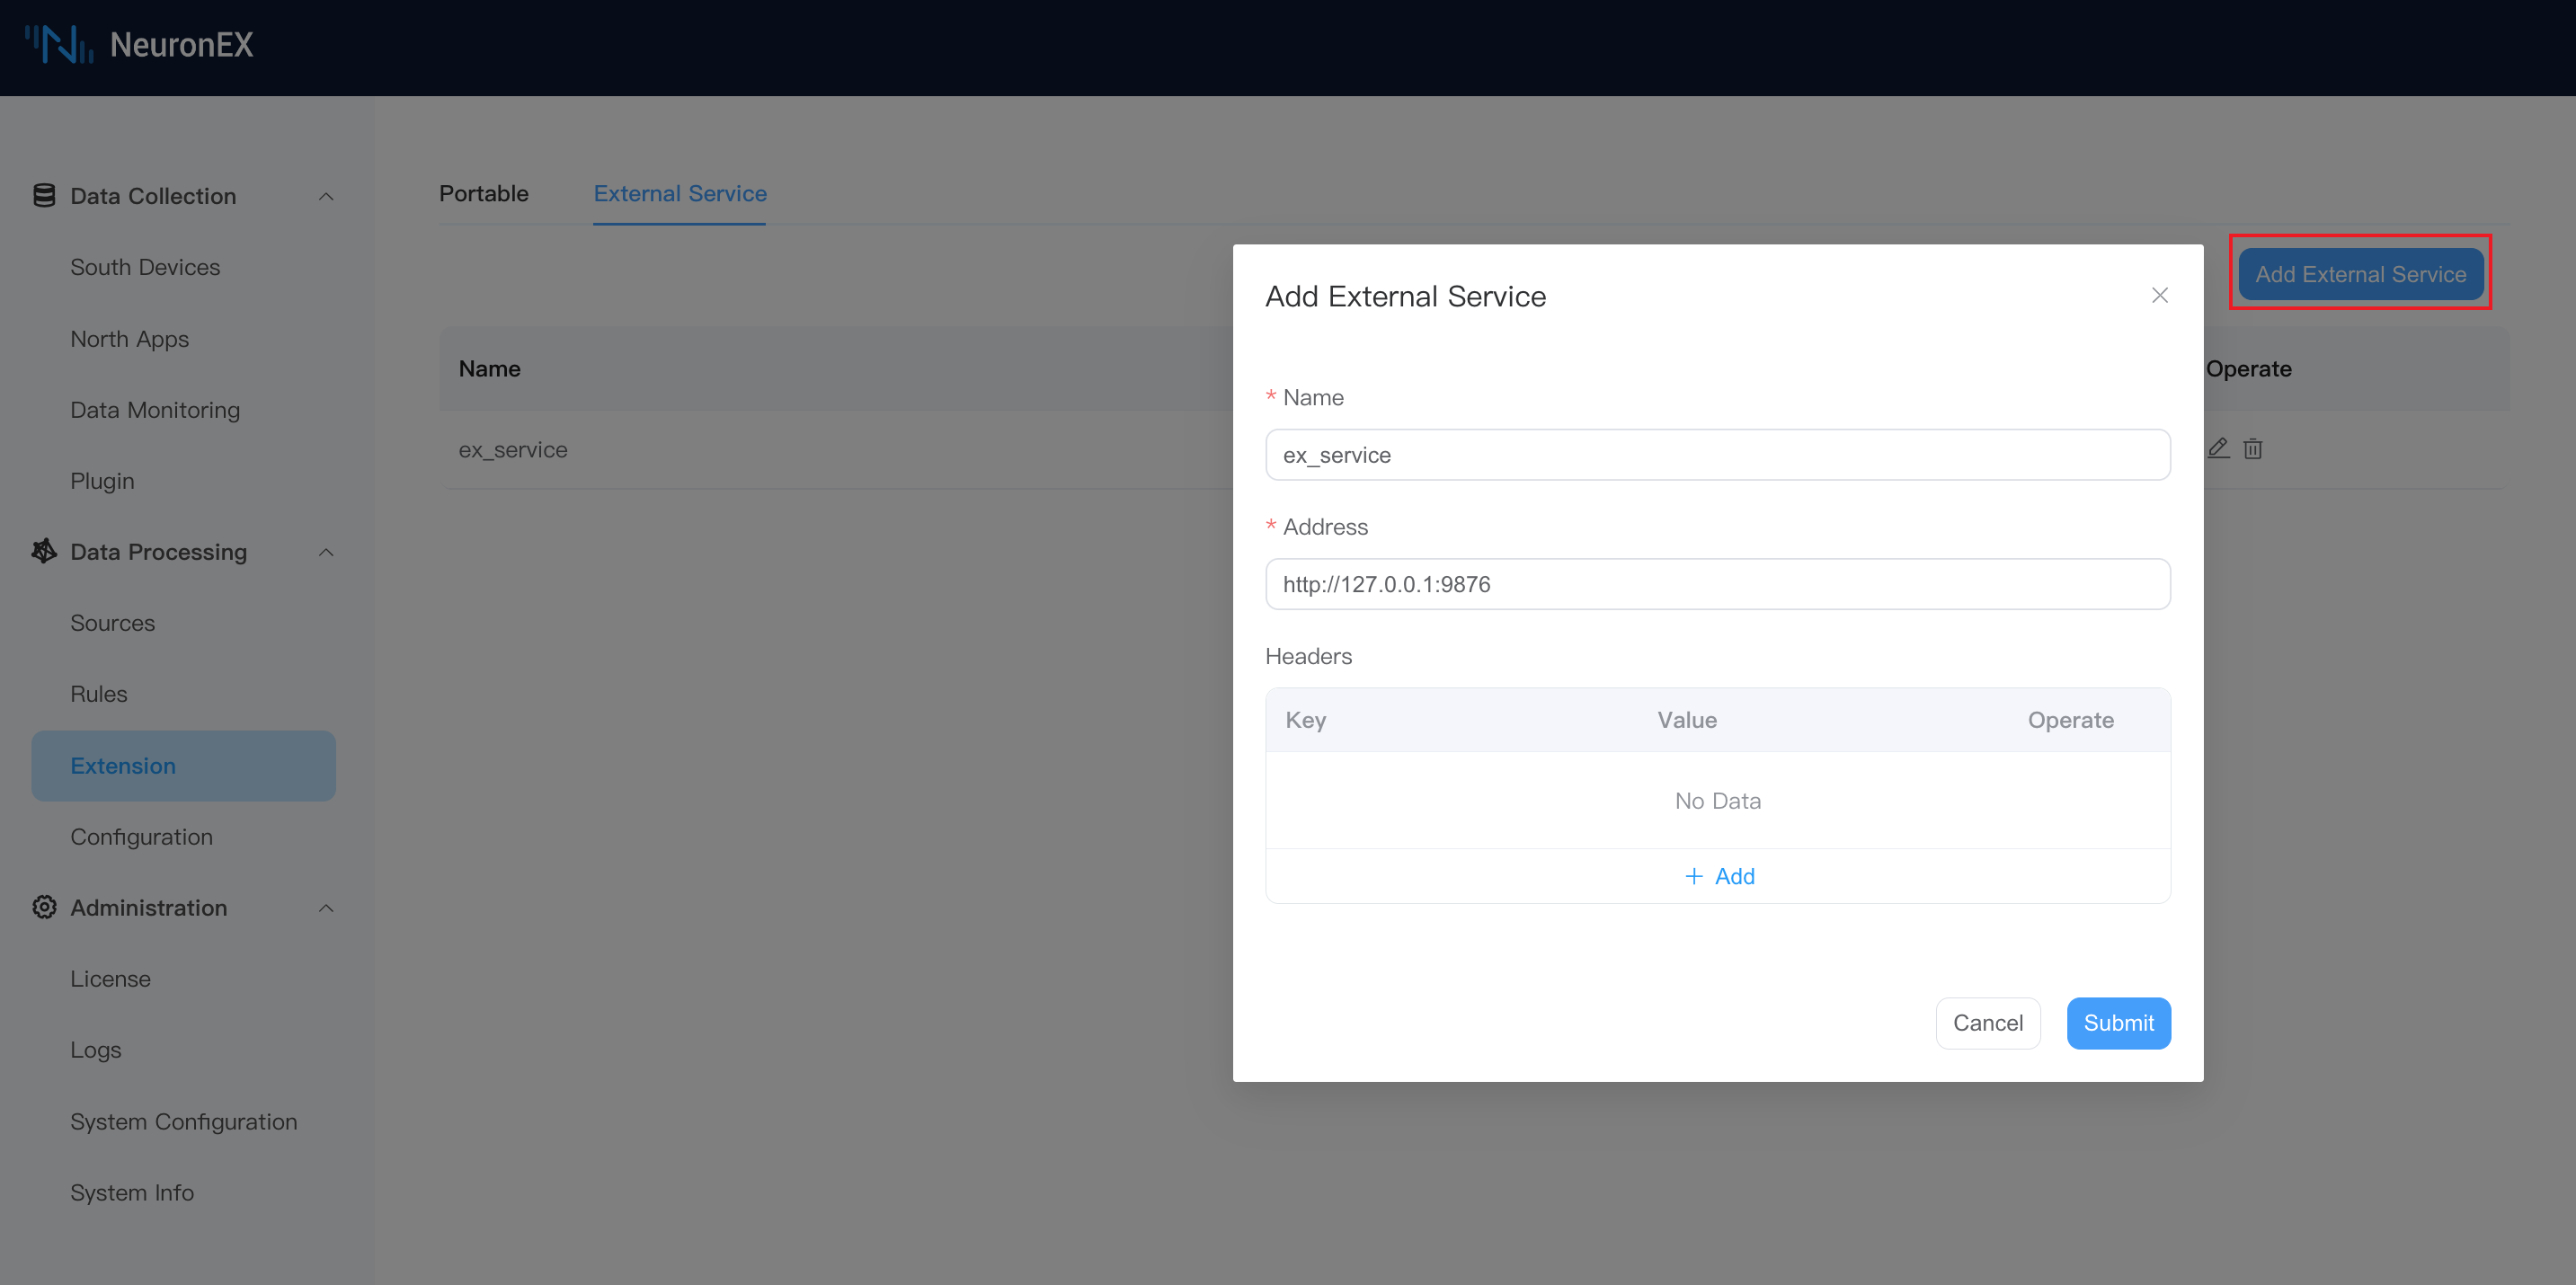 NeuronEX
Data Collection
South Devices
North Apps
Data Monitoring
Plugin
Data Processing
Sources
Rules
Extension
Configuration
Administration
License
Logs
System Configuration
System Info
Portable External Service
Add External Service
Name Operate
ex_service
Add External Service
* Name
ex_service
* Address
http://127.0.0.1:9876
Headers
Key Value Operate
No Data
+ Add
Cancel Submit